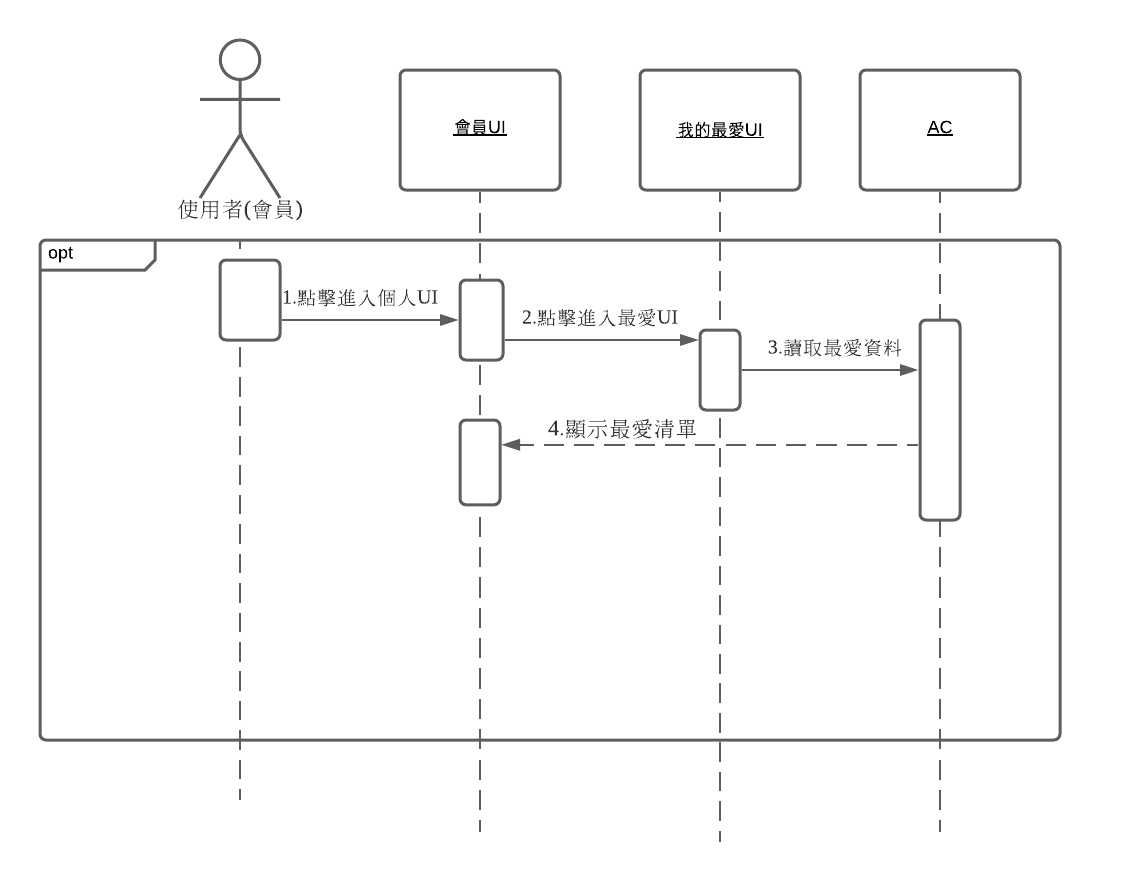 會員UI
我的最愛UI
AC
使用者(會員)
opt
1.點擊進入個人UI
2.點擊進入最愛UI
3.讀取最愛資料
4.顯示最愛清單